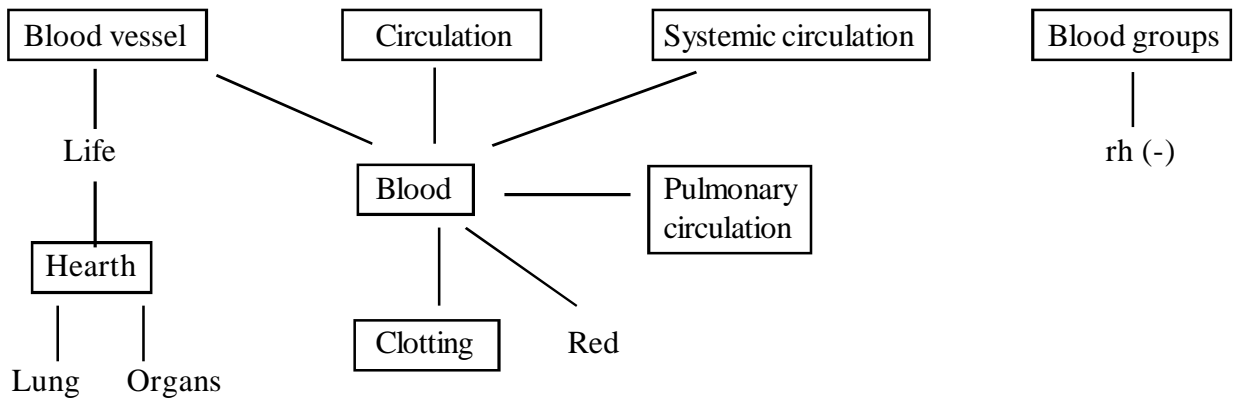 Blood vessel
Circulation
Systemic circulation
Blood groups
Life
rh (-)
Blood
Pulmonary
circulation
Hearth
Clotting
Red
Lung
Organs